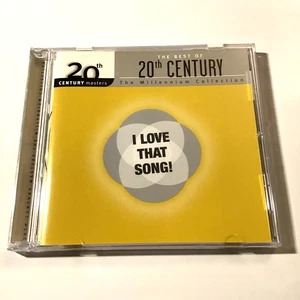 20th
CENTURY masters
THE BEST OF
20th CENTURY
The Millennium Collection
I LOVE
THAT
SONG!